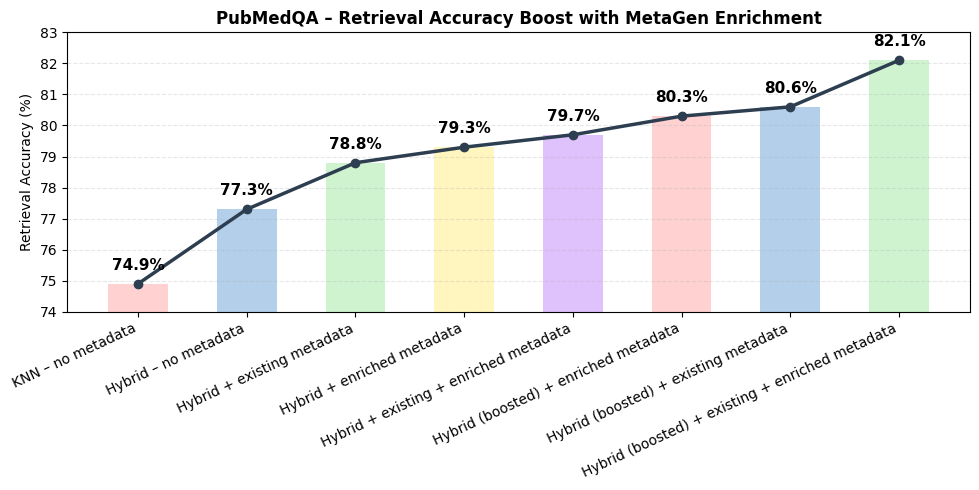 PubMedQA – Retrieval Accuracy Boost with MetaGen Enrichment
Retrieval Accuracy (%)
83
82
81
80
79
78
77
76
75
74
74.9%
77.3%
78.8%
79.3%
79.7%
80.3%
80.6%
82.1%
KNN – no metadata
Hybrid – no metadata
Hybrid + existing metadata
Hybrid + enriched metadata
Hybrid + existing + enriched metadata
Hybrid (boosted) + enriched metadata
Hybrid (boosted) + existing metadata
Hybrid (boosted) + existing + enriched metadata